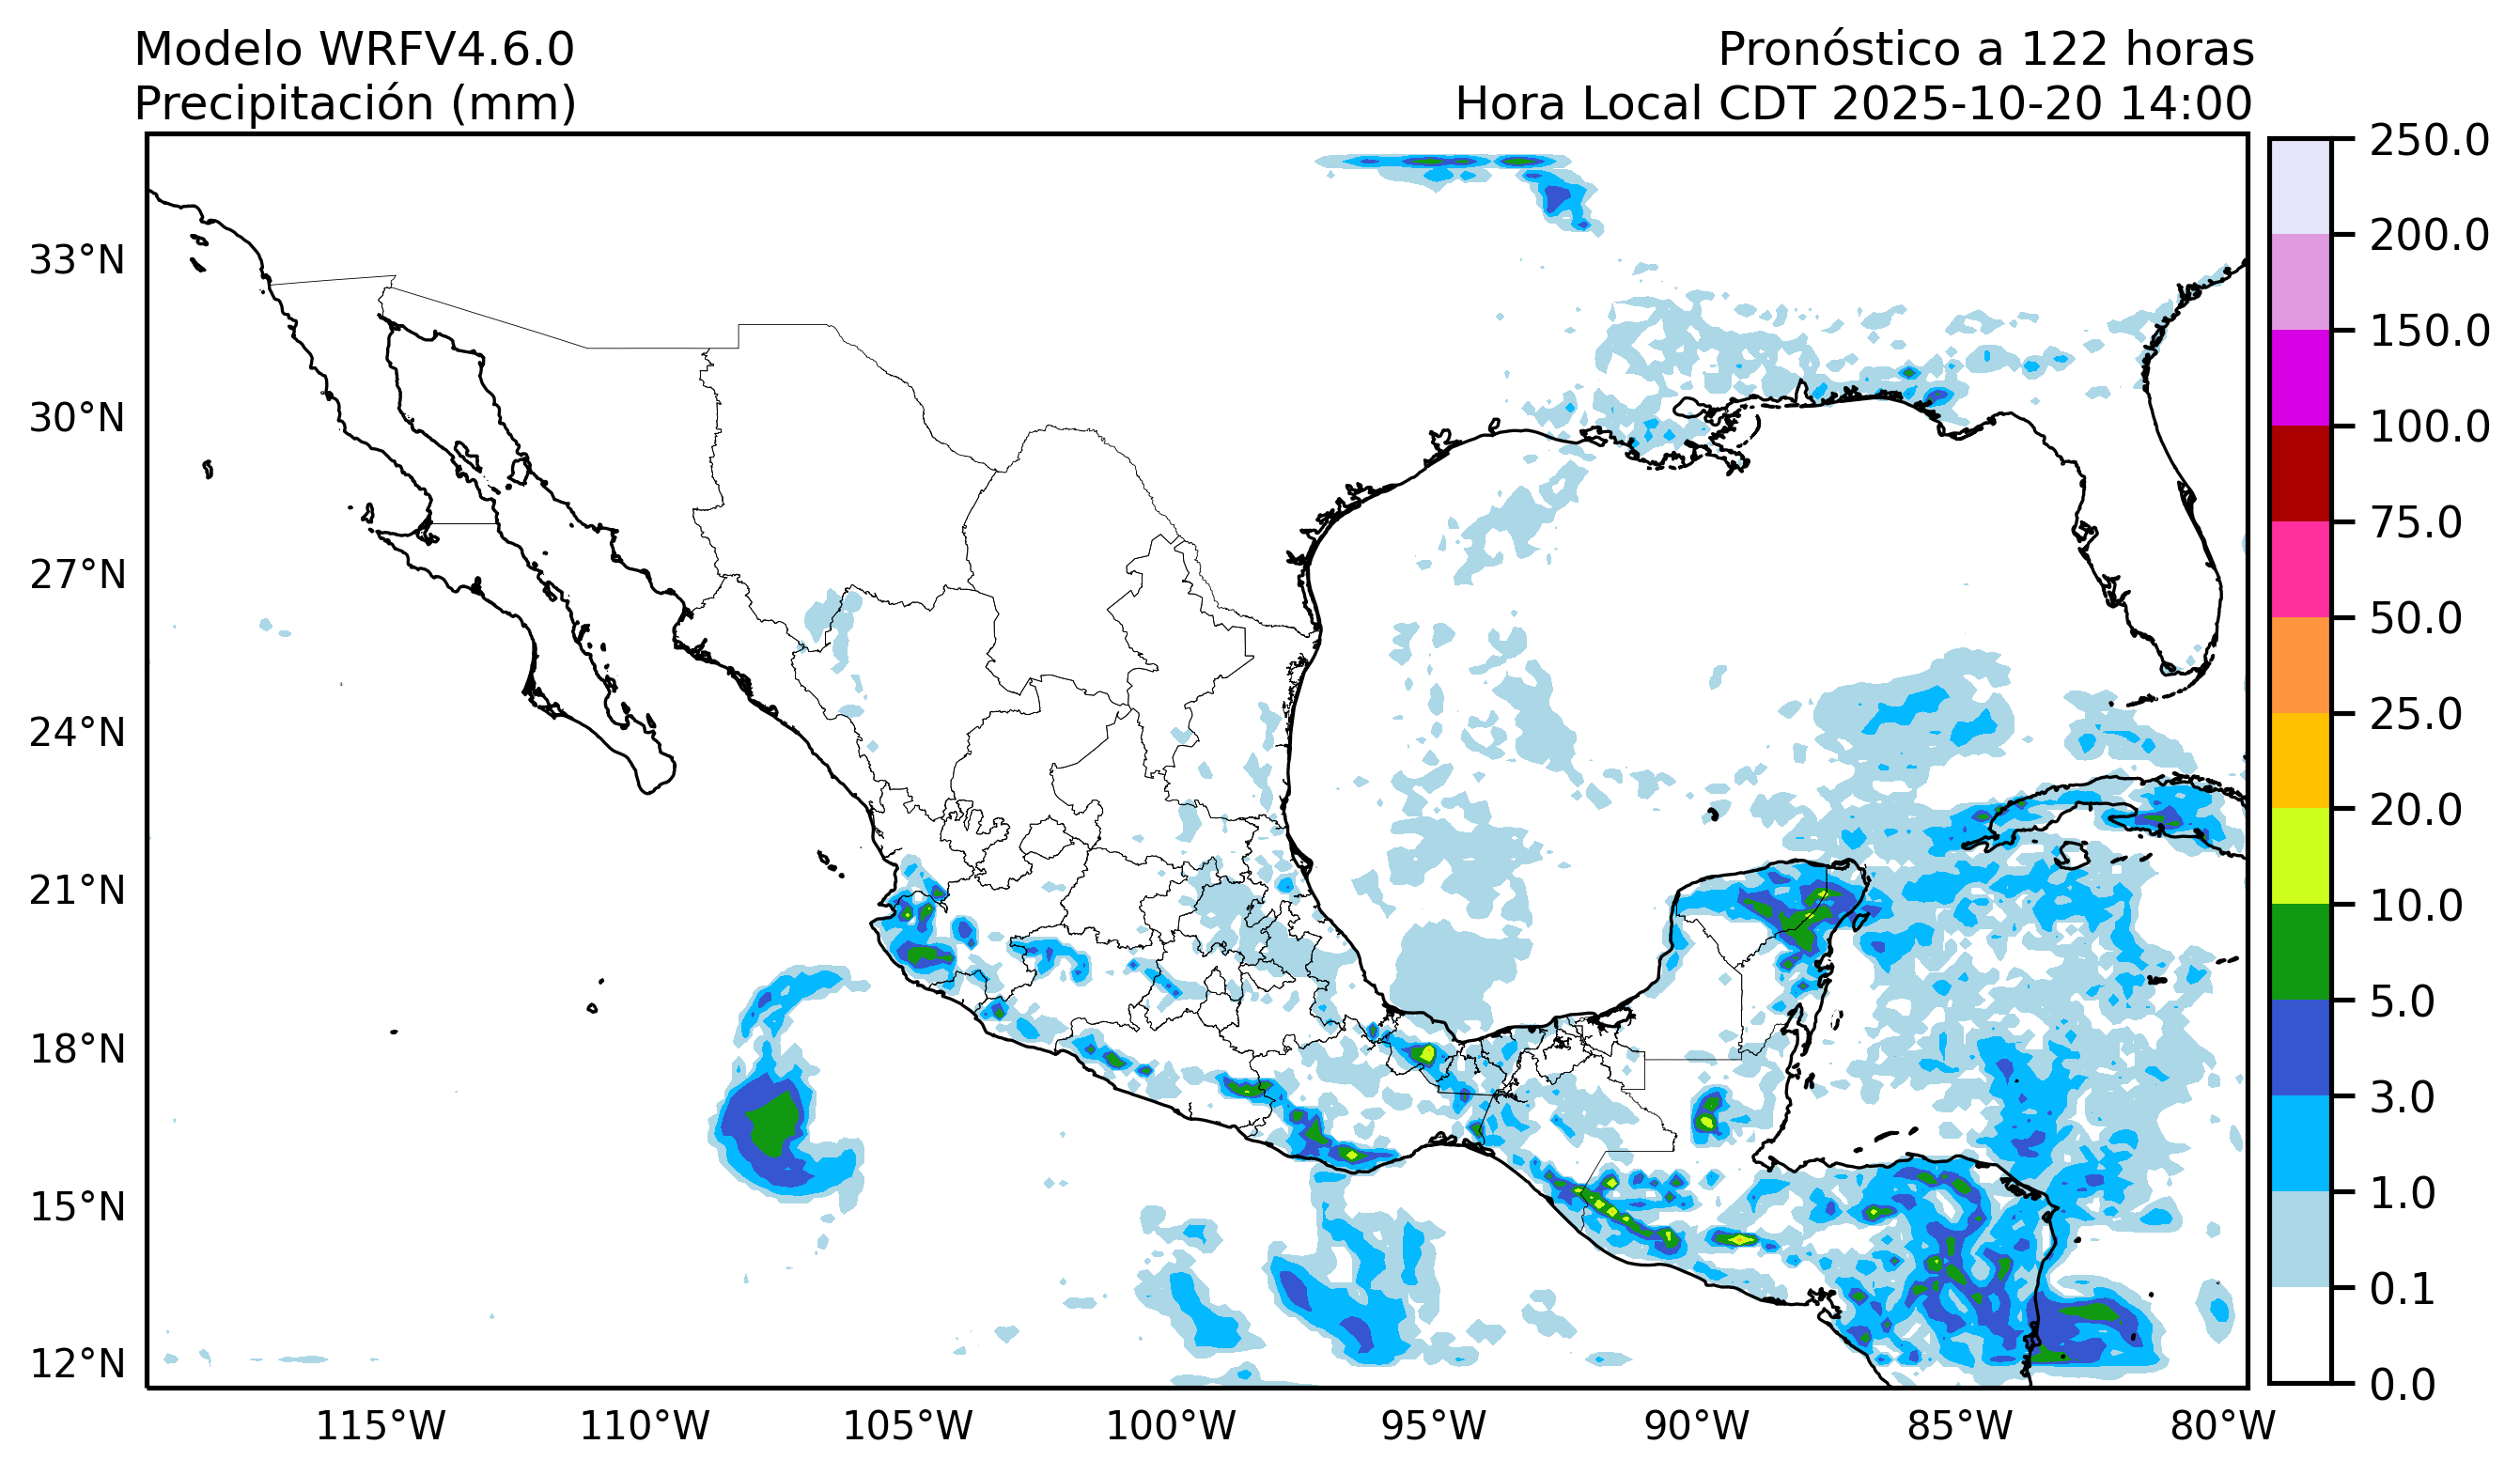 Modelo WRFV4.6.0
Precipitación (mm)
Pronóstico a 122 horas
Hora Local CDT 2025-10-20 14:00
33°N
30°N
27°N
24°N
21°N
18°N
15°N
12°N
115°W
110°W
105°W
100°W
95°W
90°W
85°W
80°W
250.0
200.0
150.0
100.0
75.0
50.0
25.0
20.0
10.0
5.0
3.0
1.0
0.1
0.0